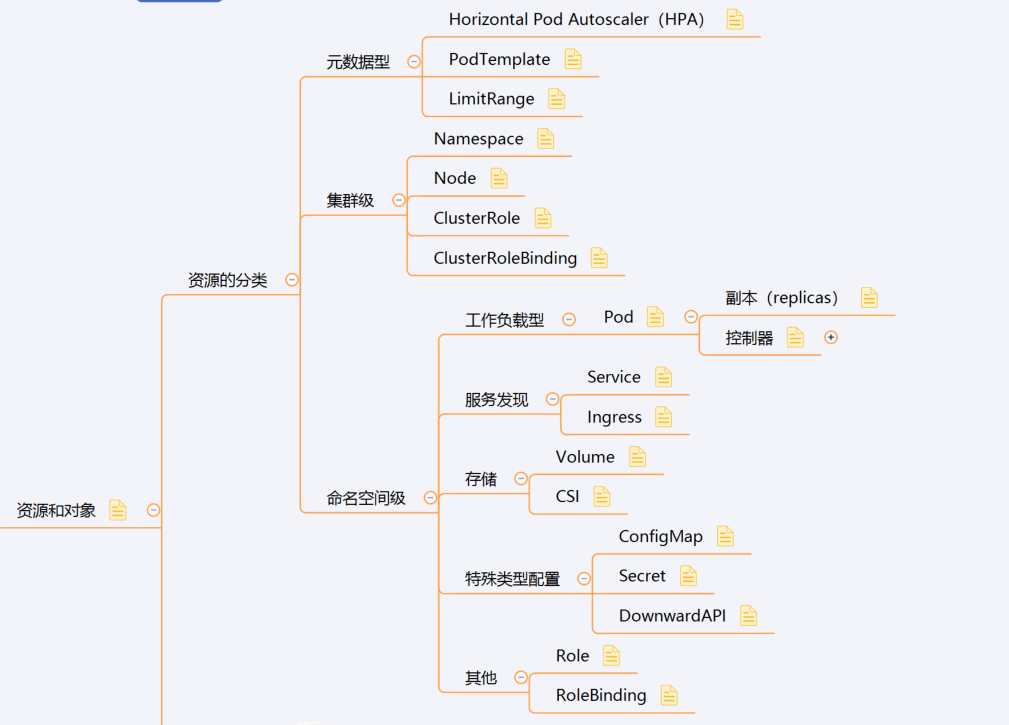 资源和对象
资源的分类
元数据型
Horizontal Pod Autoscaler（HPA）
PodTemplate
LimitRange
集群级
Namespace
Node
ClusterRole
ClusterRoleBinding
命名空间级
工作负载型
Pod
副本（replicas）
控制器
服务发现
Service
Ingress
存储
Volume
CSI
特殊类型配置
ConfigMap
Secret
DownwardAPI
其他
Role
RoleBinding